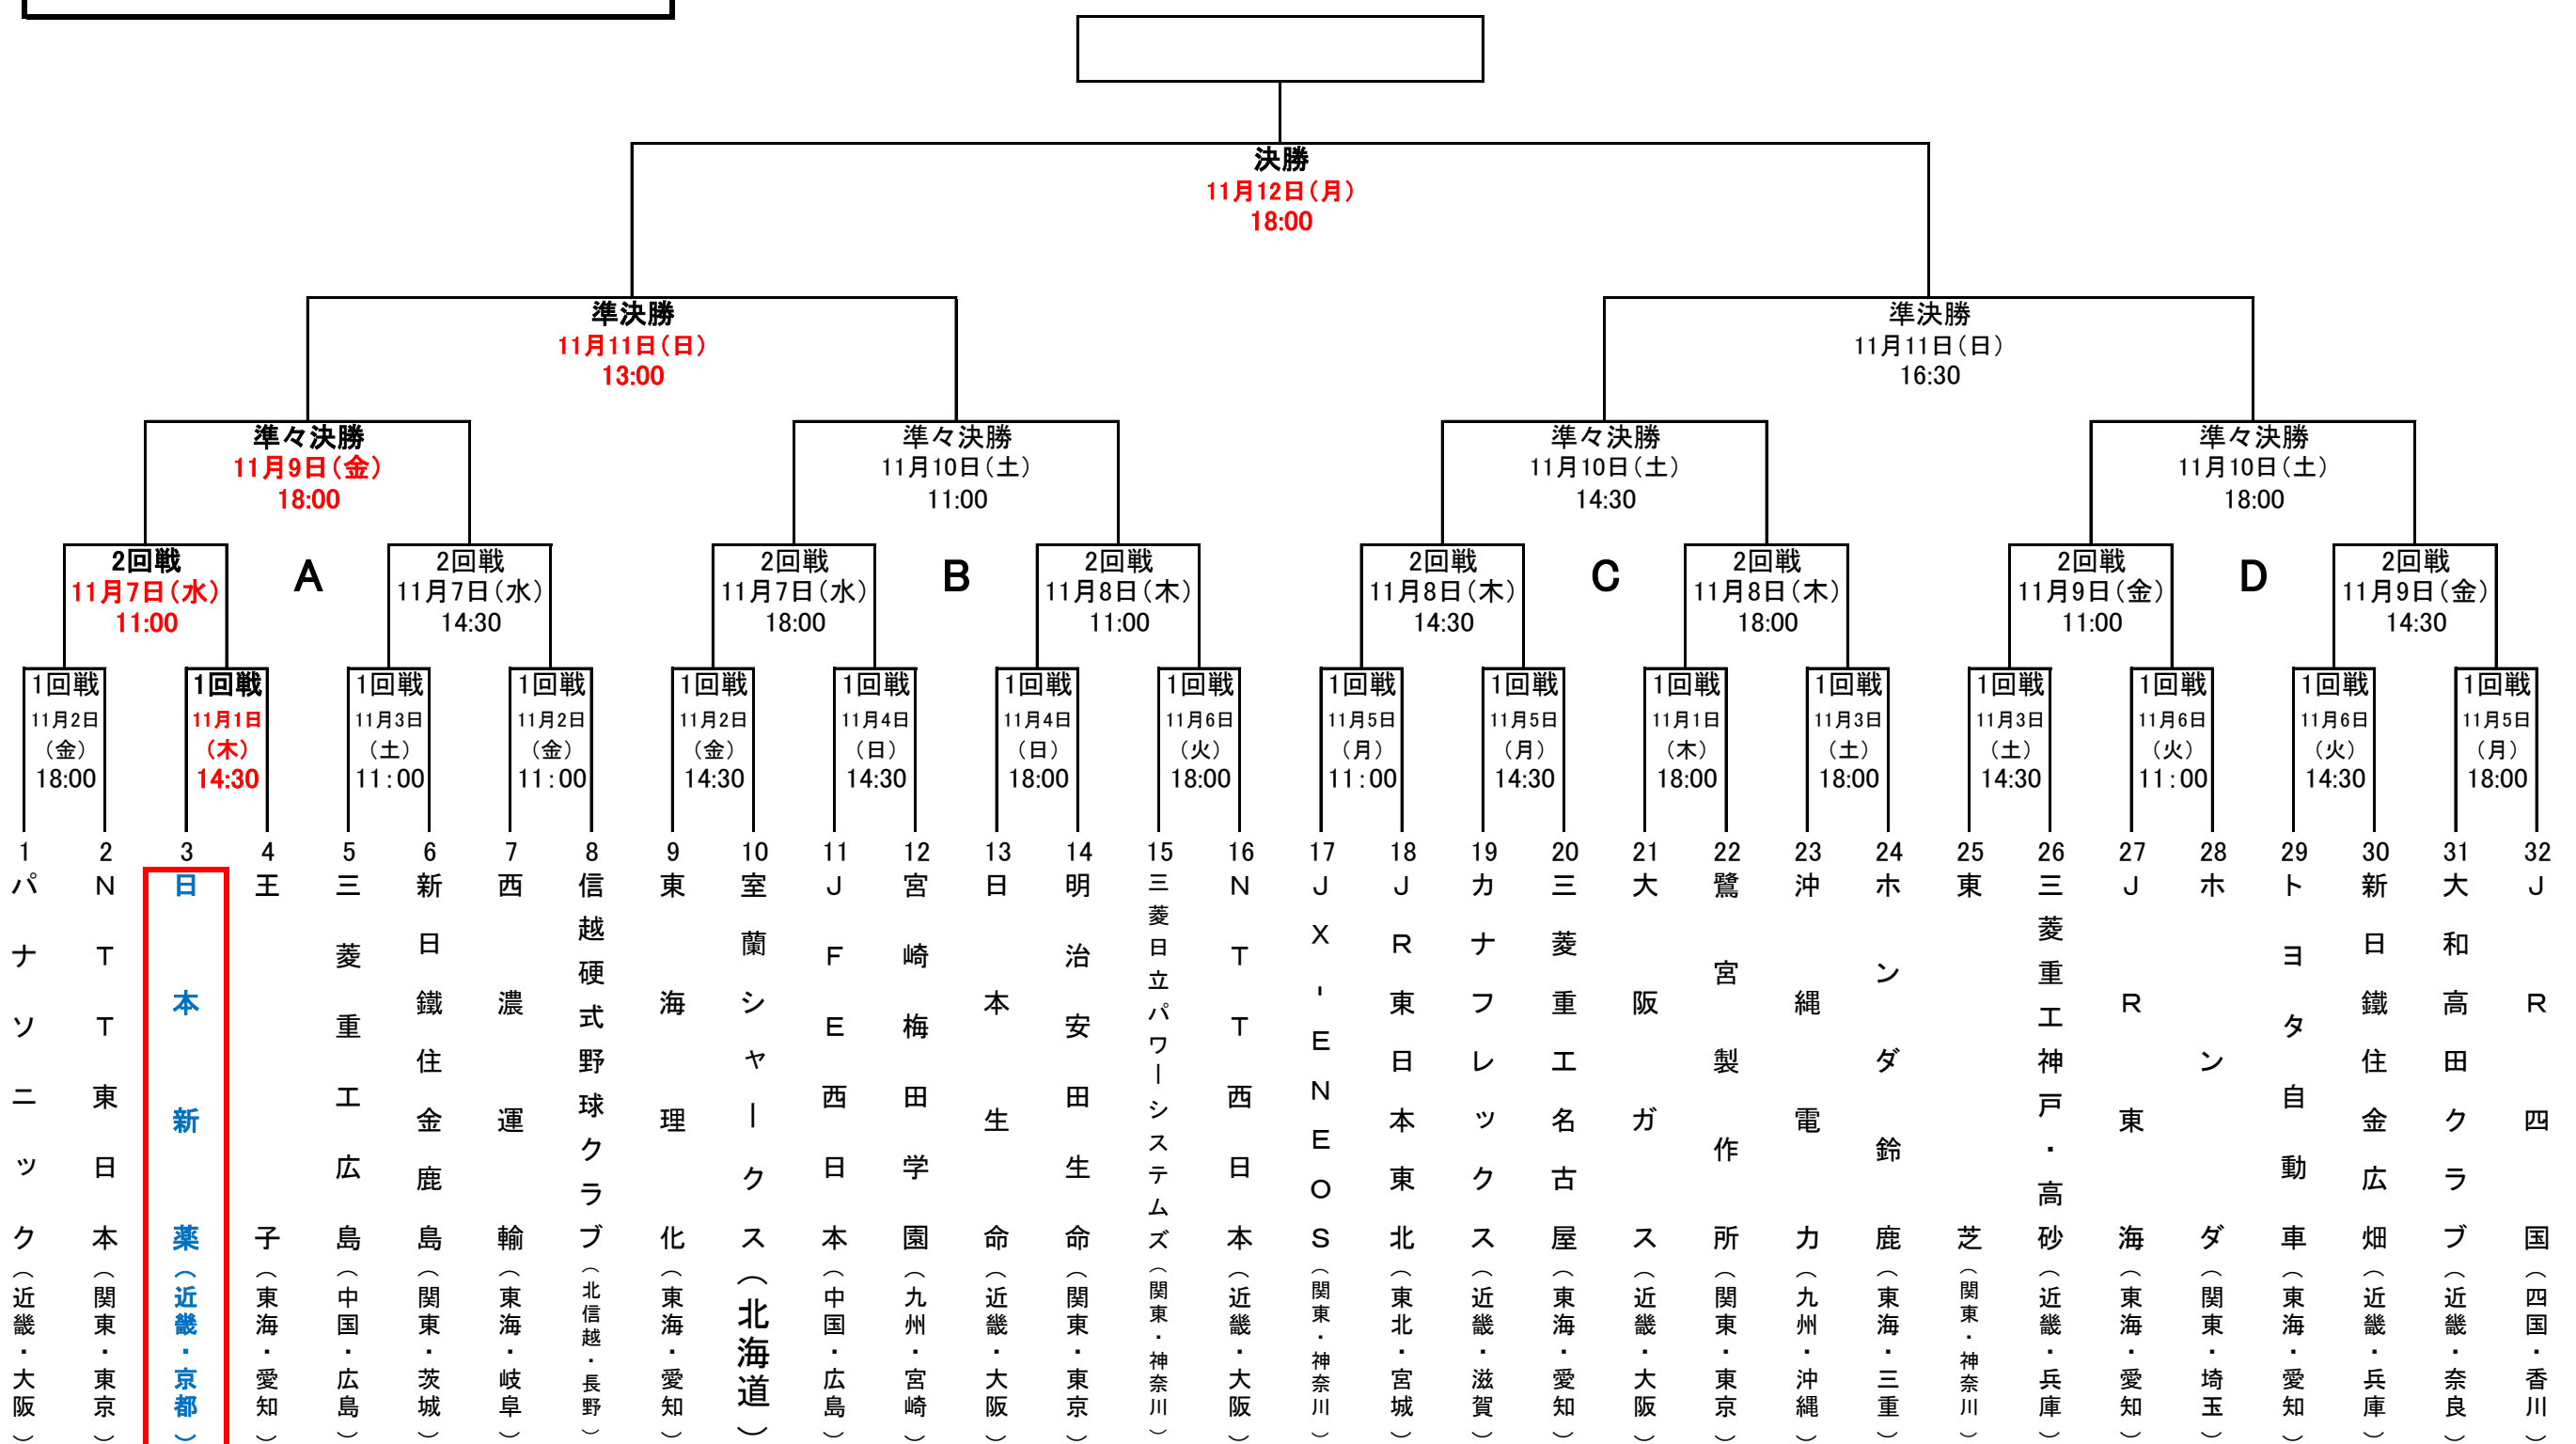 決勝
11月12日(月)
18:00
準決勝
11月11日(日)
13:00
準決勝
11月11日(日)
16:30
準々決勝
11月9日(金)
18:00
準々決勝
11月10日(土)
11:00
準々決勝
11月10日(土)
14:30
準々決勝
11月10日(土)
18:00
A
B
C
D
2回戦
11月7日(水)
11:00
2回戦
11月7日(水)
14:30
2回戦
11月7日(水)
18:00
2回戦
11月8日(木)
11:00
2回戦
11月8日(木)
14:30
2回戦
11月8日(木)
18:00
2回戦
11月9日(金)
11:00
2回戦
11月9日(金)
14:30
1回戦
11月2日
(金)
18:00
1回戦
11月1日
(木)
14:30
1回戦
11月3日
(土)
11:00
1回戦
11月2日
(金)
11:00
1回戦
11月2日
(金)
14:30
1回戦
11月4日
(日)
14:30
1回戦
11月4日
(日)
18:00
1回戦
11月6日
(火)
18:00
1回戦
11月5日
(月)
11:00
1回戦
11月5日
(月)
14:30
1回戦
11月1日
(木)
18:00
1回戦
11月3日
(土)
18:00
1回戦
11月3日
(土)
14:30
1回戦
11月6日
(火)
11:00
1回戦
11月6日
(火)
14:30
1回戦
11月5日
(月)
18:00
1
パナソニック(近畿・大阪)
2
NTT東日本(関東・東京)
3
日本新薬(近畿・京都)
4
王子(東海・愛知)
5
三菱重工広島(中国・広島)
6
新日鐵住金鹿島(関東・茨城)
7
西濃運輸(東海・岐阜)
8
信越硬式野球クラブ(北信越・長野)
9
東海理化(東海・愛知)
10
室蘭シャークス(北海道)
11
JFE西日本(中国・広島)
12
宮崎梅田学園(九州・宮崎)
13
日本生命(近畿・大阪)
14
明治安田生命(関東・東京)
15
三菱日立パワーシステムズ(関東・神奈川)
16
NTT西日本(近畿・大阪)
17
JX-ENEOS(関東・神奈川)
18
JR東日本東北(東北・宮城)
19
カナフレックス(近畿・滋賀)
20
三菱重工名古屋(東海・愛知)
21
大阪ガス(近畿・大阪)
22
鷺宮製作所(関東・東京)
23
沖縄電力(九州・沖縄)
24
ホンダ鈴鹿(東海・三重)
25
東芝(関東・神奈川)
26
三菱重工神戸・高砂(近畿・兵庫)
27
JR東海(東海・愛知)
28
ホンダ(関東・埼玉)
29
トヨタ自動車(東海・愛知)
30
新日鐵住金広畑(近畿・兵庫)
31
大和高田クラブ(近畿・奈良)
32
JR四国(四国・香川)